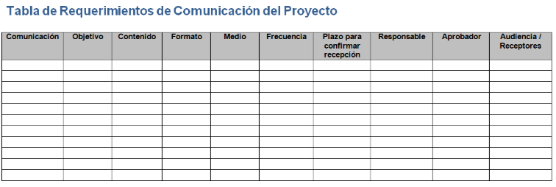 Tabla de Requerimientos de Comunicación del Proyecto
Comunicación Objetivo Contenido Formato Medio Frecuencia Plazo para confirmar recepción Responsable Aprobador Audiencia / Receptores